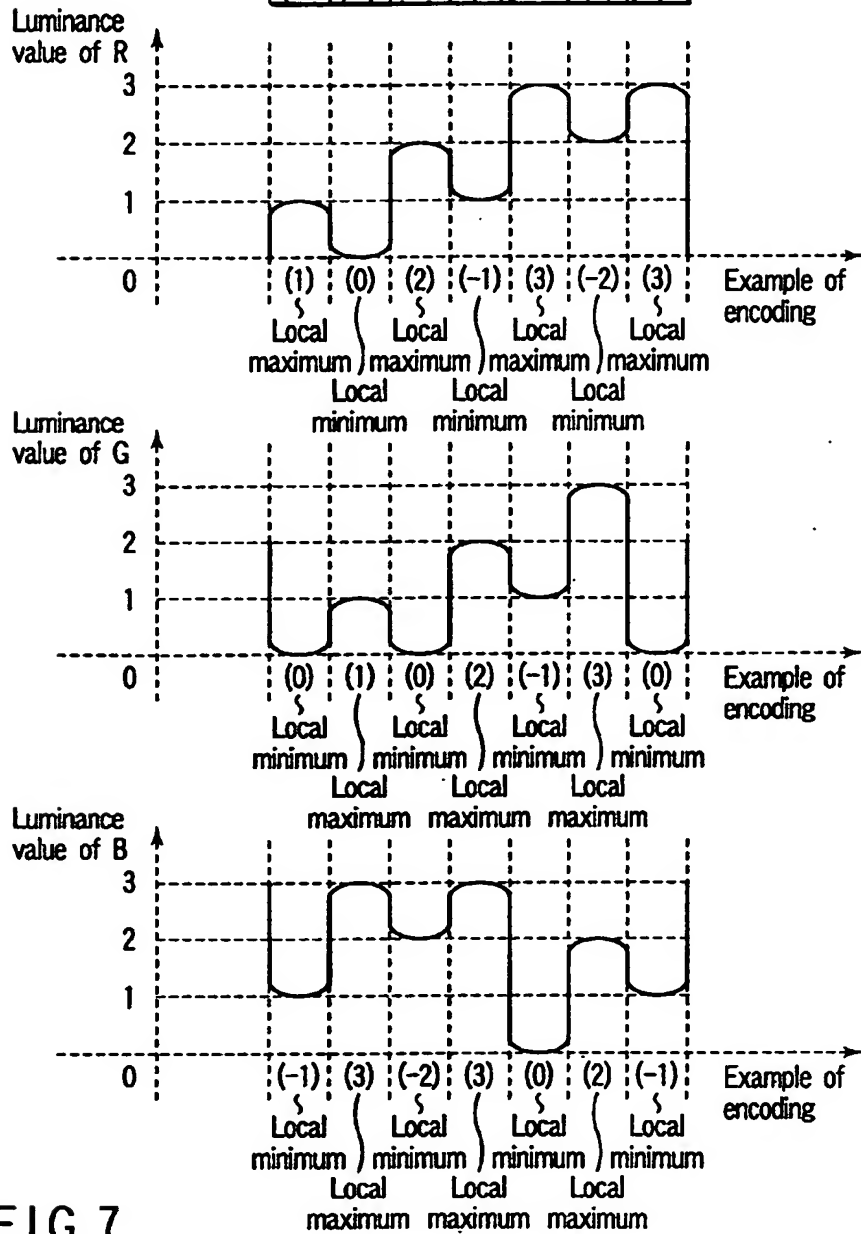 Luminance
value of R
3
2
1
0 (1) (0) (2) (-1) (3) (-2) (3) Example of
encoding
Local Local Local Local
maximum maximum maximum maximum
Local Local Local
minimum minimum minimum
Luminance
value of G
3
2
1
0 (0) (1) (0) (2) (-1) (3) (0) Example of
encoding
Local Local Local Local
minimum minimum minimum minimum
Local Local Local
maximum maximum maximum
Luminance
value of B
3
2
1
0 (-1) (3) (-2) (3) (0) (2) (-1) Example of
encoding
Local Local Local Local
minimum minimum minimum minimum
Local Local Local
maximum maximum maximum
FIG. 7